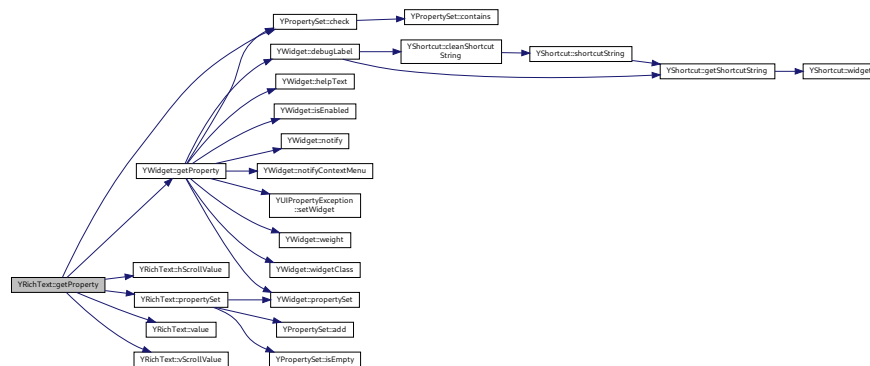 YPropertySet::check
YPropertySet::contains
YWidget::debugLabel
YShortcut::cleanShortcut
String
YShortcut::shortcutString
YShortcut::getShortcutString
YShortcut::widget
YWidget::helpText
YWidget::isEnabled
YWidget::notify
YWidget::getProperty
YWidget::notifyContextMenu
YUIPropertyException
::setWidget
YWidget::weight
YRichText::hScrollValue
YWidget::widgetClass
YRichText::getProperty
YRichText::propertySet
YWidget::propertySet
YRichText::value
YPropertySet::add
YRichText::vScrollValue
YPropertySet::isEmpty